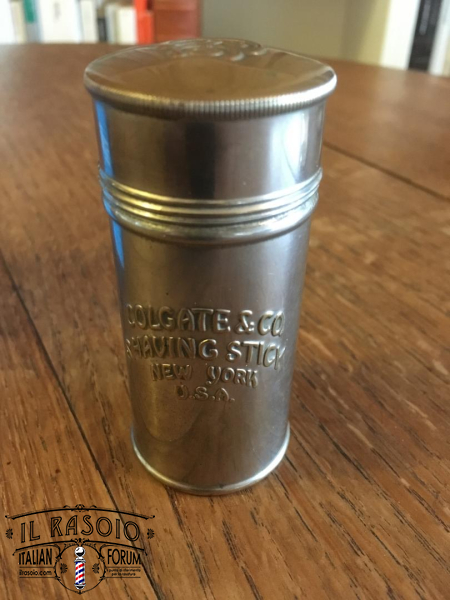 COLGATE & CO.
SHAVING STICK
NEW YORK
U.S.A.
IL RASOIO
ITALIAN FORUM
ilrasoio.com